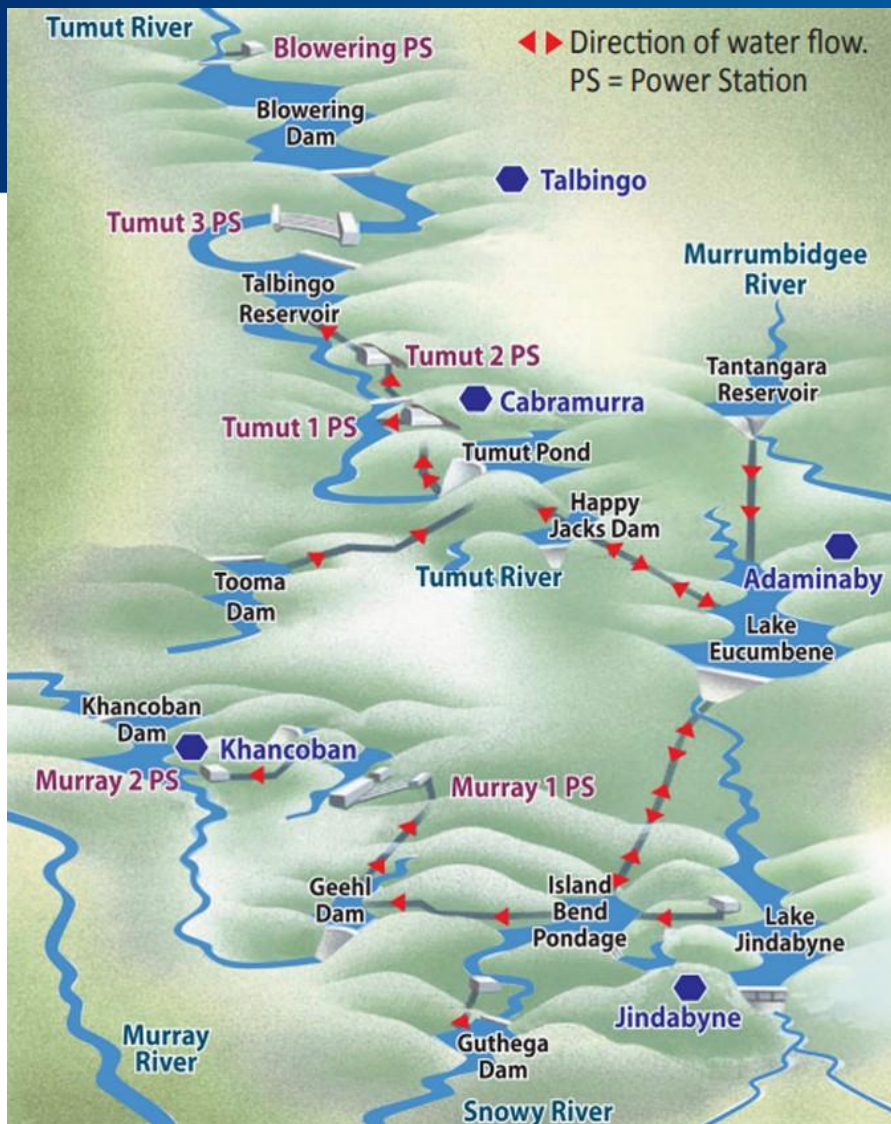 Tumut River
Blowering PS
Direction of water flow.
PS = Power Station
Blowering
Dam
Talbingo
Tumut 3 PS
Murrumbidgee
River
Talbingo
Reservoir
Tumut 2 PS
Tantangara
Reservoir
Cabramurra
Tumut 1 PS
Tumut Pond
Happy
Jacks Dam
Tooma
Dam
Tumut River
Adaminaby
Lake
Eucumbene
Khancoban
Dam
Khancoban
Murray 2 PS
Murray 1 PS
Geehl
Dam
Island
Bend
Pondage
Lake
Jindabyne
Jindabyne
Murray
River
Guthega
Dam
Snowy River